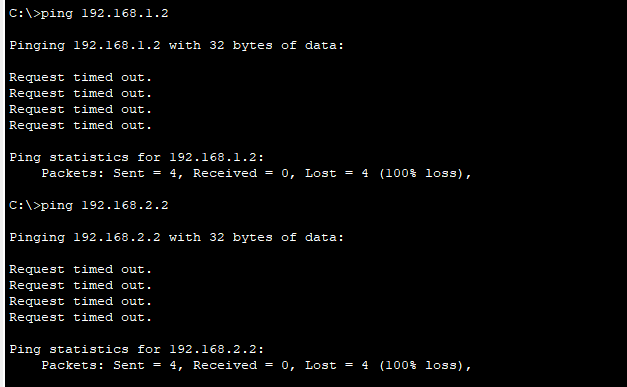 C:\>ping 192.168.1.2
Pinging 192.168.1.2 with 32 bytes of data:
Request timed out.
Request timed out.
Request timed out.
Request timed out.
Ping statistics for 192.168.1.2:
    Packets: Sent = 4, Received = 0, Lost = 4 (100% loss),
C:\>ping 192.168.2.2
Pinging 192.168.2.2 with 32 bytes of data:
Request timed out.
Request timed out.
Request timed out.
Request timed out.
Ping statistics for 192.168.2.2:
    Packets: Sent = 4, Received = 0, Lost = 4 (100% loss),